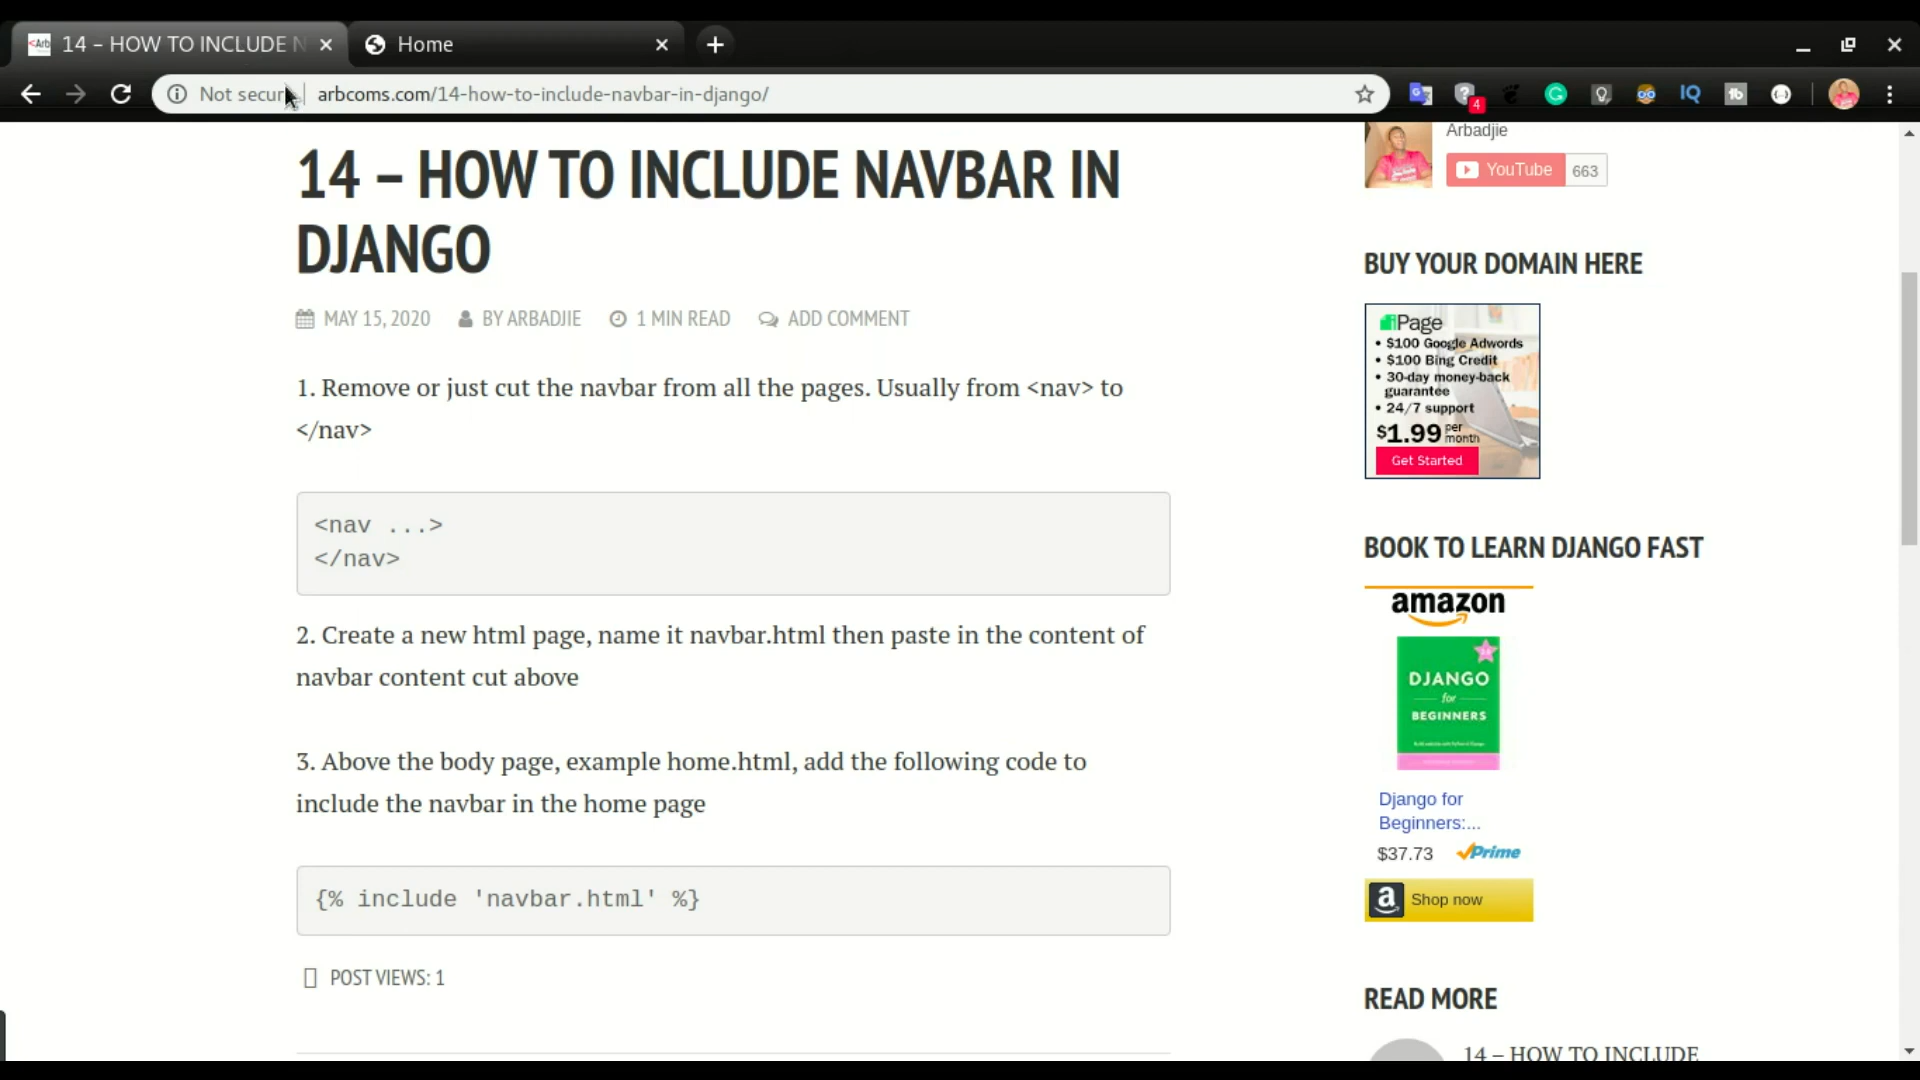 14 – HOW TO INCLUDE N
Home
Not secur
arbcoms.com/14-how-to-include-navbar-in-django/
4
IQ
14 – HOW TO INCLUDE NAVBAR IN
DJANGO
MAY 15, 2020 BY ARBADJIE 1 MIN READ ADD COMMENT
1. Remove or just cut the navbar from all the pages. Usually from <nav> to
</nav>
<nav ...>
</nav>
2. Create a new html page, name it navbar.html then paste in the content of
navbar content cut above
3. Above the body page, example home.html, add the following code to
include the navbar in the home page
{% include 'navbar.html' %}
POST VIEWS: 1
Arbadjie
YouTube 663
BUY YOUR DOMAIN HERE
iPage
• $100 Google Adwords
• $100 Bing Credit
• 30-day money-back
guarantee
• 24/7 support
$1.99 per month
Get Started
BOOK TO LEARN DJANGO FAST
amazon
DJANGO
for
BEGINNERS
Django for
Beginners:...
$37.73 Prime
Shop now
READ MORE
14 – HOW TO INCLUDE